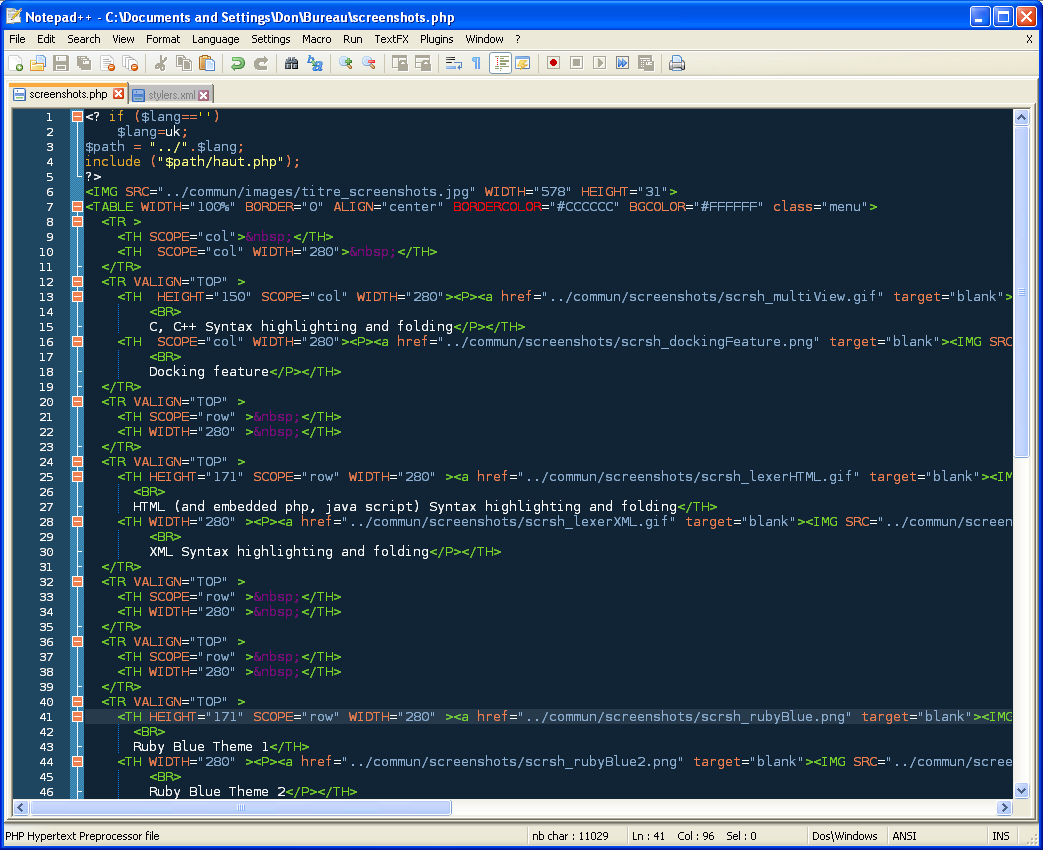 Notepad++ - C:\Documents and Settings\Don\Bureau\screenshots.php
File Edit Search View Format Language Settings Macro Run TextFX Plugins Window ? X
screenshots.php stylers.xml
1 <? if ($lang=='')
2 $lang=uk;
3 $path = "../".$lang;
4 include ("$path/haut.php");
5 ?>
6 <IMG SRC="../commun/images/titre_screenshots.jpg" WIDTH="578" HEIGHT="31">
7 <TABLE WIDTH="100%" BORDER="0" ALIGN="center" BORDERCOLOR="#CCCCCC" BGCOLOR="#FFFFFF" class="menu">
8 <TR >
9 <TH SCOPE="col">&nbsp;</TH>
10 <TH  SCOPE="col" WIDTH="280">&nbsp;</TH>
11 </TR>
12 <TR VALIGN="TOP" >
13 <TH  HEIGHT="150" SCOPE="col" WIDTH="280"><P><a href="../commun/screenshots/scrsh_multiView.gif" target="blank">
14 <BR>
15 C, C++ Syntax highlighting and folding</P></TH>
16 <TH  SCOPE="col" WIDTH="280"><P><a href="../commun/screenshots/scrsh_dockingFeature.png" target="blank"><IMG SRC
17 <BR>
18 Docking feature</P></TH>
19 </TR>
20 <TR VALIGN="TOP" >
21 <TH SCOPE="row" >&nbsp;</TH>
22 <TH WIDTH="280" >&nbsp;</TH>
23 </TR>
24 <TR VALIGN="TOP" >
25 <TH HEIGHT="171" SCOPE="row" WIDTH="280" ><a href="../commun/screenshots/scrsh_lexerHTML.gif" target="blank"><IM
26 <BR>
27 HTML (and embedded php, java script) Syntax highlighting and folding</TH>
28 <TH WIDTH="280" ><P><a href="../commun/screenshots/scrsh_lexerXML.gif" target="blank"><IMG SRC="../commun/screen
29 <BR>
30 XML Syntax highlighting and folding</P></TH>
31 </TR>
32 <TR VALIGN="TOP" >
33 <TH SCOPE="row" >&nbsp;</TH>
34 <TH WIDTH="280" >&nbsp;</TH>
35 </TR>
36 <TR VALIGN="TOP" >
37 <TH SCOPE="row" >&nbsp;</TH>
38 <TH WIDTH="280" >&nbsp;</TH>
39 </TR>
40 <TR VALIGN="TOP" >
41 <TH HEIGHT="171" SCOPE="row" WIDTH="280" ><a href="../commun/screenshots/scrsh_rubyBlue.png" target="blank"><IMG
42 <BR>
43 Ruby Blue Theme 1</TH>
44 <TH WIDTH="280" ><P><a href="../commun/screenshots/scrsh_rubyBlue2.png" target="blank"><IMG SRC="../commun/scree
45 <BR>
46 Ruby Blue Theme 2</P></TH>
PHP Hypertext Preprocessor file nb char : 11029 Ln : 41 Col : 96 Sel : 0 Dos\Windows ANSI INS